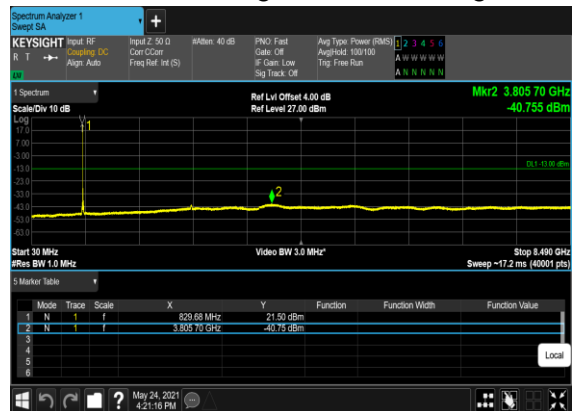 Spectrum Analyzer 1
Swept SA
KEYSIGHT Input: RF Input Z: 50 Ω #Atten: 40 dB PNO: Fast Avg Type: Power (RMS) 1 2 3 4 5 6
R T Coupling: DC Corr CCorr Gate: Off Avg|Hold: 100/100 A W W W W W
Align: Auto Freq Ref: Int (S) IF Gain: Low Trig: Free Run
LW Sig Track: Off A N N N N N
1 Spectrum Ref Lvl Offset 4.00 dB Mkr2 3.805 70 GHz
Scale/Div 10 dB Ref Level 27.00 dBm -40.755 dBm
Log
17.0 1
7.00
-3.00
-13.0 DL1 -13.00 dBm
-23.0
-33.0 2
-43.0
-53.0
-63.0
Start 30 MHz Video BW 3.0 MHz* Stop 8.490 GHz
#Res BW 1.0 MHz Sweep ~17.2 ms (40001 pts)
5 Marker Table
Mode Trace Scale X Y Function Function Width Function Value
1 N 1 f 829.68 MHz 21.50 dBm
2 N 1 f 3.805 70 GHz -40.75 dBm
3
4
5
6
Local
? May 24, 2021
4:21:16 PM